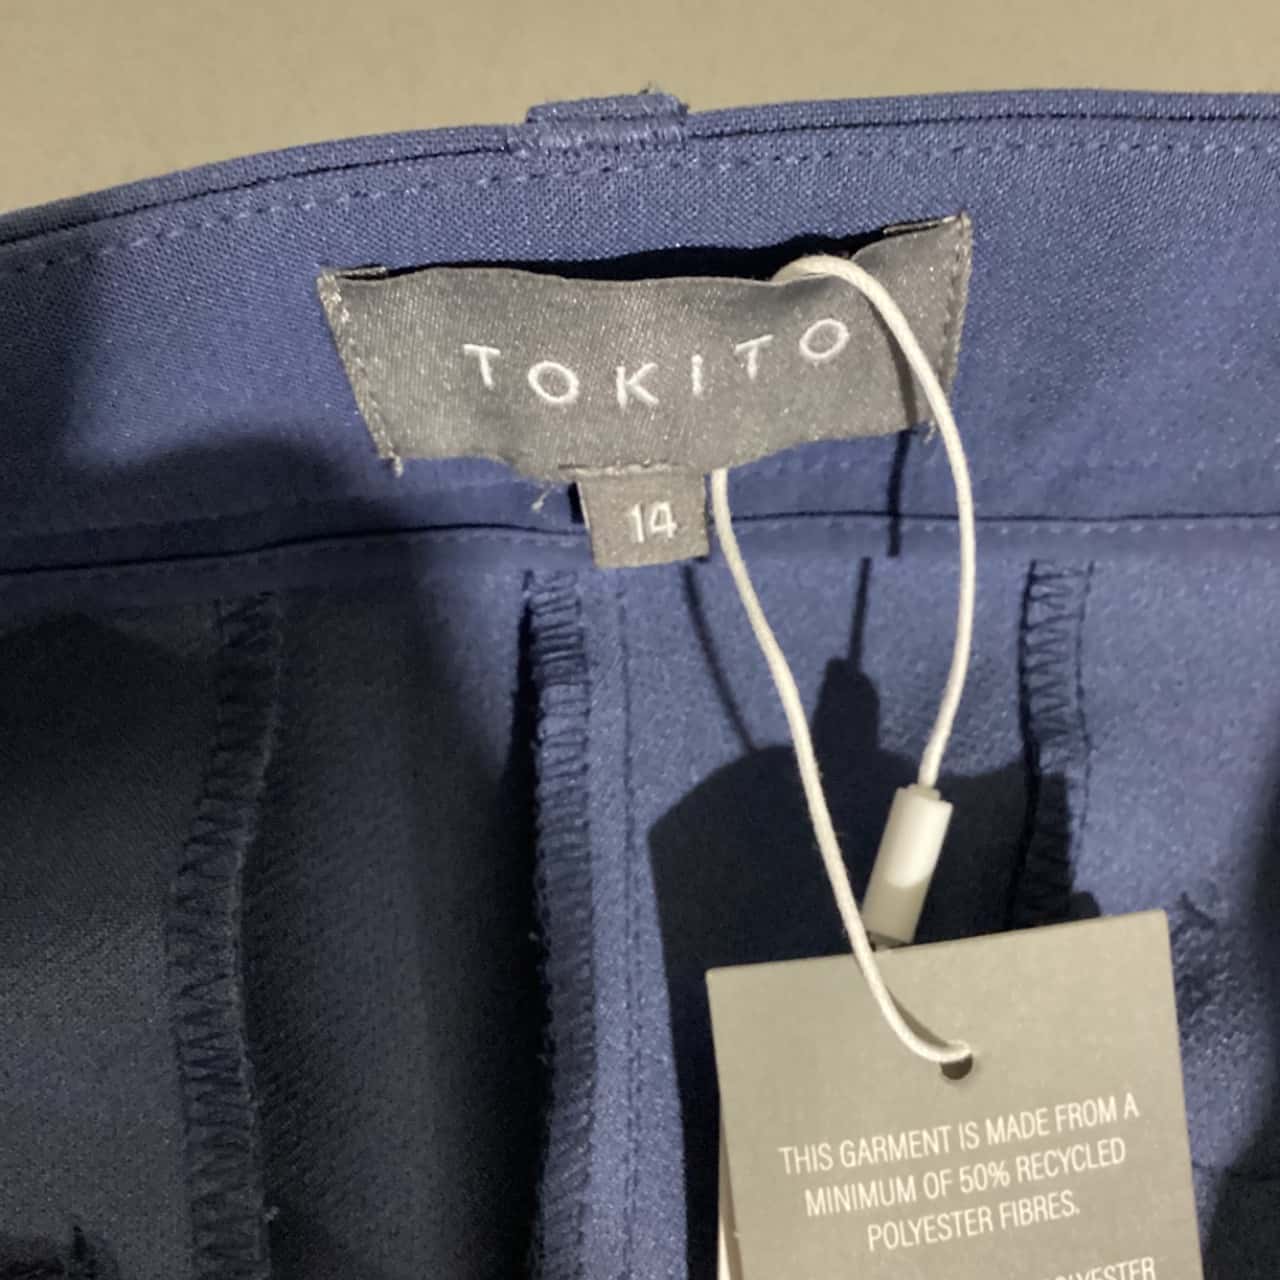 TOKITO
14
THIS GARMENT IS MADE FROM A
MINIMUM OF 50% RECYCLED
POLYESTER FIBRES.